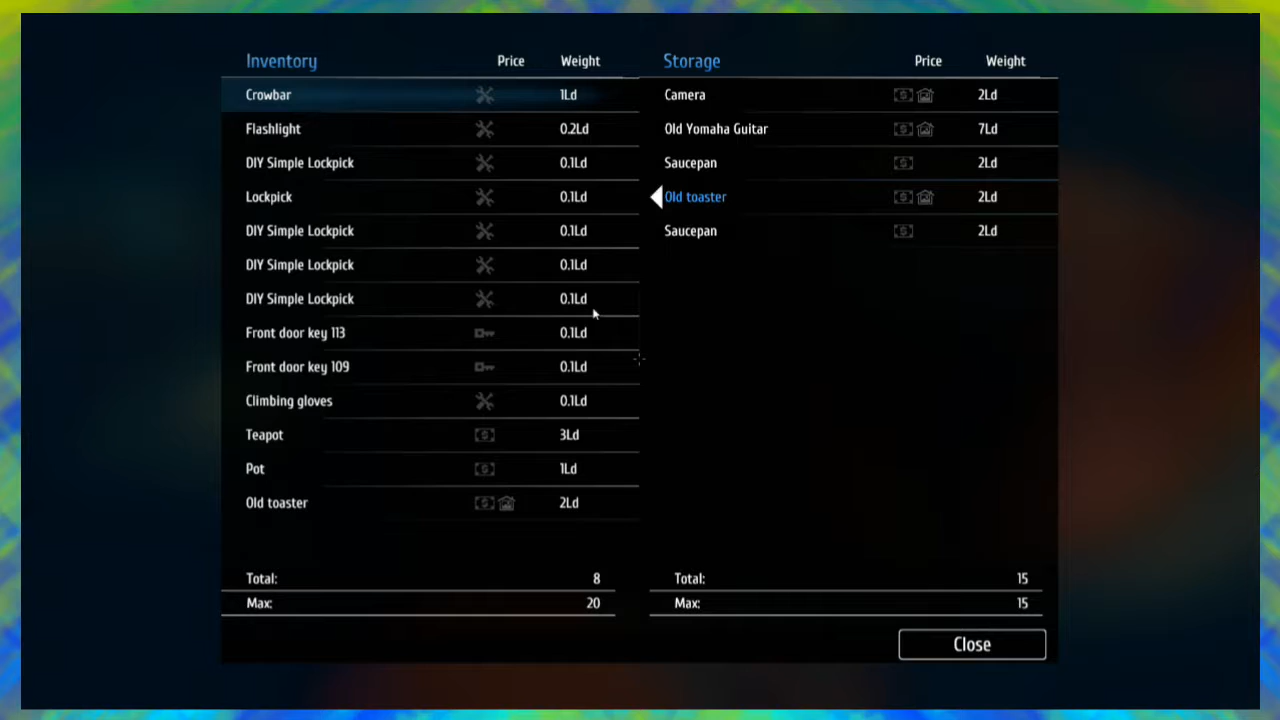 Inventory Price Weight
Crowbar 1Ld
Flashlight 0.2Ld
DIY Simple Lockpick 0.1Ld
Lockpick 0.1Ld
DIY Simple Lockpick 0.1Ld
DIY Simple Lockpick 0.1Ld
DIY Simple Lockpick 0.1Ld
Front door key 113 0.1Ld
Front door key 109 0.1Ld
Climbing gloves 0.1Ld
Teapot 3Ld
Pot 1Ld
Old toaster 2Ld
Total: 8
Max: 20
Storage Price Weight
Camera 2Ld
Old Yomaha Guitar 7Ld
Saucepan 2Ld
Old toaster 2Ld
Saucepan 2Ld
Total: 15
Max: 15
Close